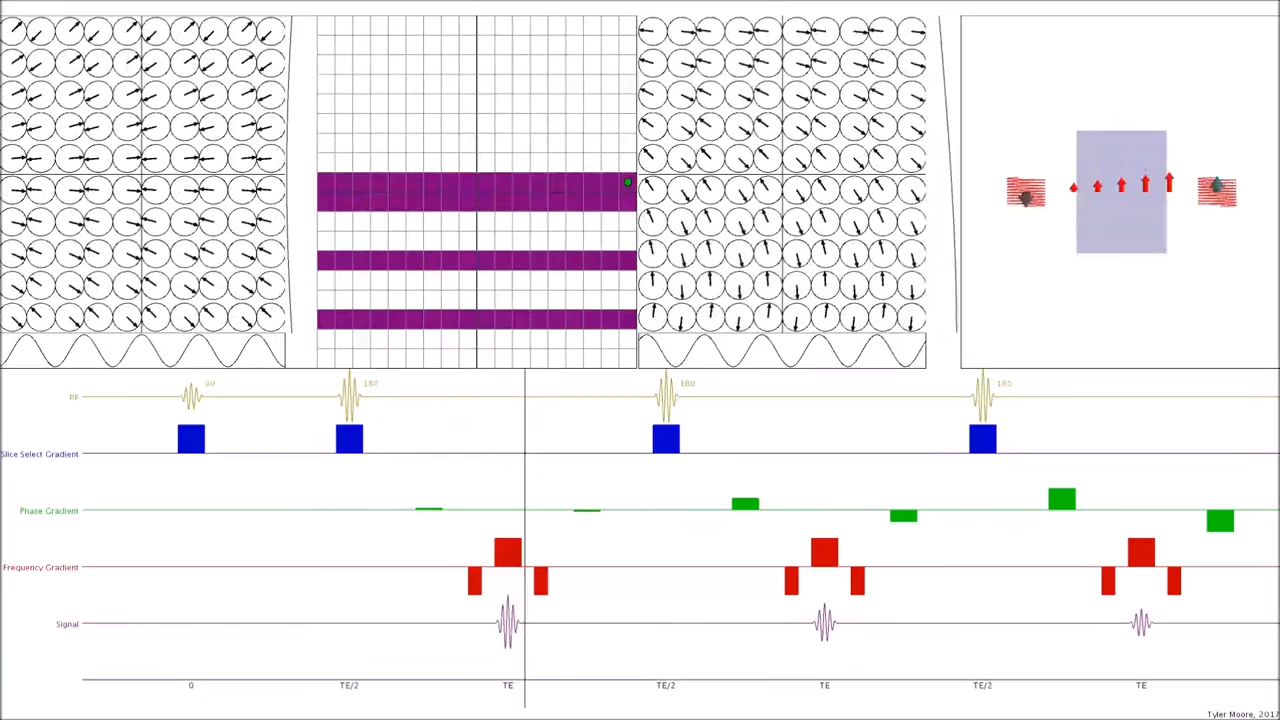 90
180
180
180
RF
Slice Select Gradient
Phase Gradient
Frequency Gradient
Signal
0
TE/2
TE
TE/2
TE
TE/2
TE
Tyler Moore, 2017